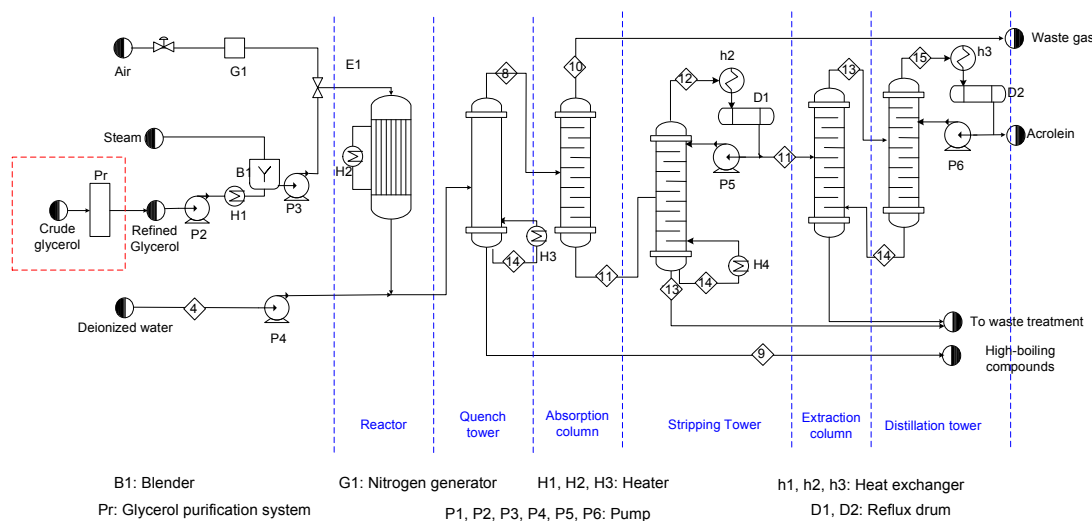 Air
G1
E1
Steam
B1
Pr
H1
P3
Crude
glycerol
Refined
Glycerol
P2
H2
Deionized water
4
P4
8
14
H3
10
11
12
h2
D1
P5
11
13
14
H4
13
15
h3
D2
P6
14
Waste gas
Acrolein
To waste treatment
9
High-boiling
compounds
Reactor
Quench
tower
Absorption
column
Stripping Tower
Extraction
column
Distillation tower
B1: Blender
G1: Nitrogen generator
H1, H2, H3: Heater
h1, h2, h3: Heat exchanger
Pr: Glycerol purification system
P1, P2, P3, P4, P5, P6: Pump
D1, D2: Reflux drum